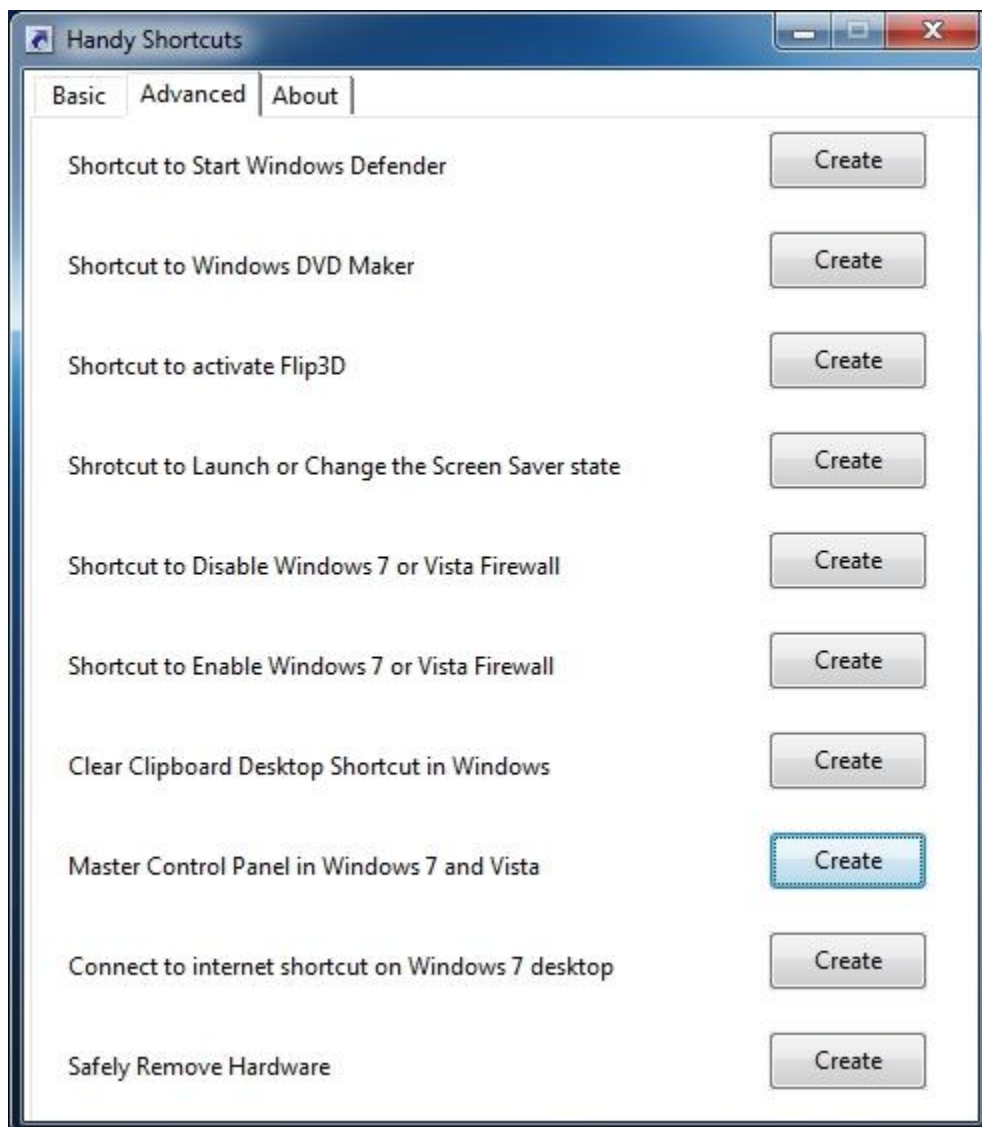 Handy Shortcuts
Basic Advanced About
Shortcut to Start Windows Defender Create
Shortcut to Windows DVD Maker Create
Shortcut to activate Flip3D Create
Shrotcut to Launch or Change the Screen Saver state Create
Shortcut to Disable Windows 7 or Vista Firewall Create
Shortcut to Enable Windows 7 or Vista Firewall Create
Clear Clipboard Desktop Shortcut in Windows Create
Master Control Panel in Windows 7 and Vista Create
Connect to internet shortcut on Windows 7 desktop Create
Safely Remove Hardware Create